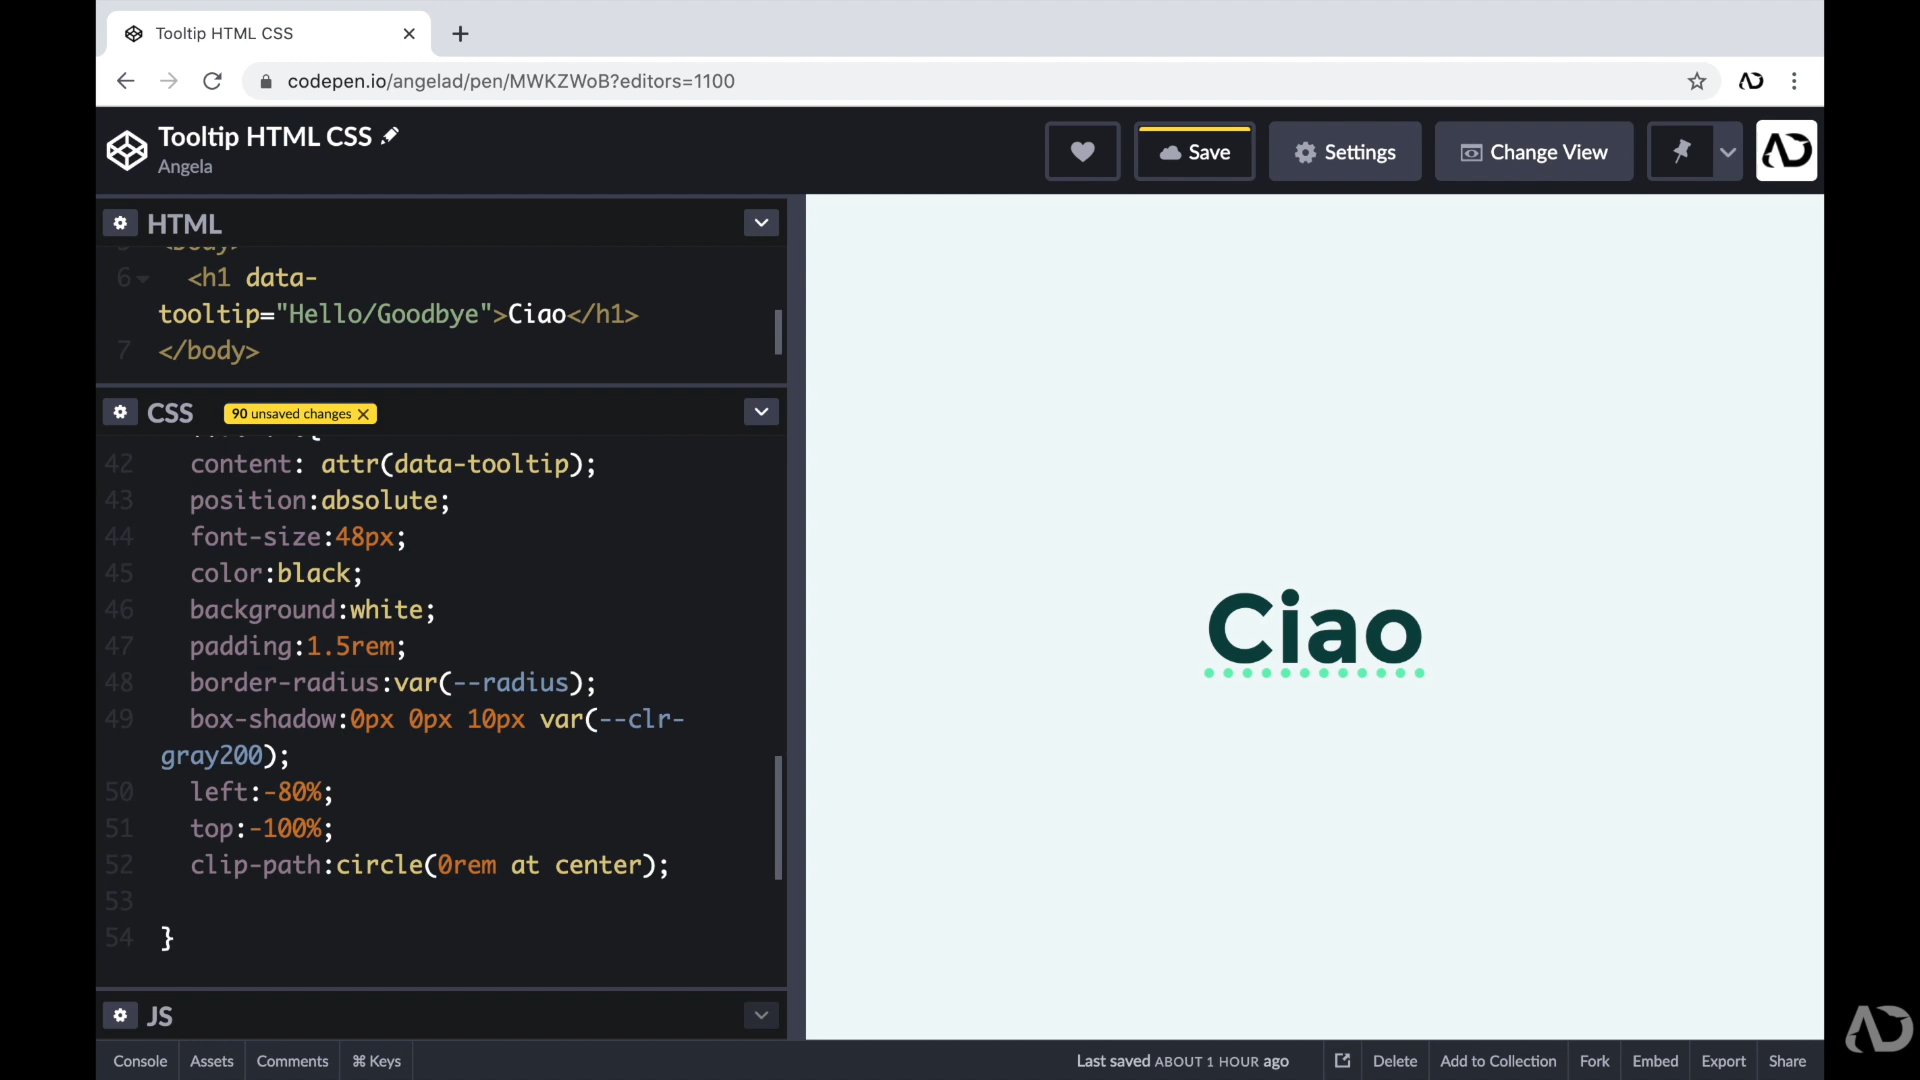 Tooltip HTML CSS
codepen.io/angelad/pen/MWKZWoB?editors=1100
Tooltip HTML CSS
Angela
Save
Settings
Change View
HTML
<body>
6 <h1 data-
tooltip="Hello/Goodbye">Ciao</h1>
7 </body>
CSS
90 unsaved changes
{
42 content: attr(data-tooltip);
43 position:absolute;
44 font-size:48px;
45 color:black;
46 background:white;
47 padding:1.5rem;
48 border-radius:var(--radius);
49 box-shadow:0px 0px 10px var(--clr-
gray200);
50 left:-80%;
51 top:-100%;
52 clip-path:circle(0rem at center);
53
54 }
Ciao
JS
Console
Assets
Comments
⌘ Keys
Last saved ABOUT 1 HOUR ago
Delete
Add to Collection
Fork
Embed
Export
Share